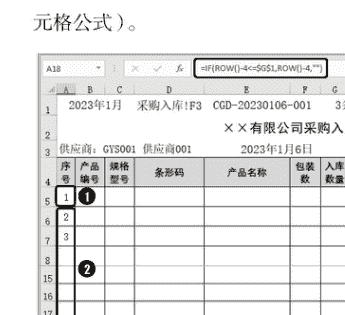 元格公式）。
A18 fx =IF(ROW()-4<=$G$1,ROW()-4,"")
A B C D E F G
1 2023年1月 采购入库!F3 CGD-20230106-001 3
2 ××有限公司采购入
3 供应商: GYS001 供应商001 2023年1月6日
4 序号 产品编号 规格型号 条形码 产品名称 包装数 入库数量
5 1 ❶
6 2
7 3
8 ❷
15
16
17